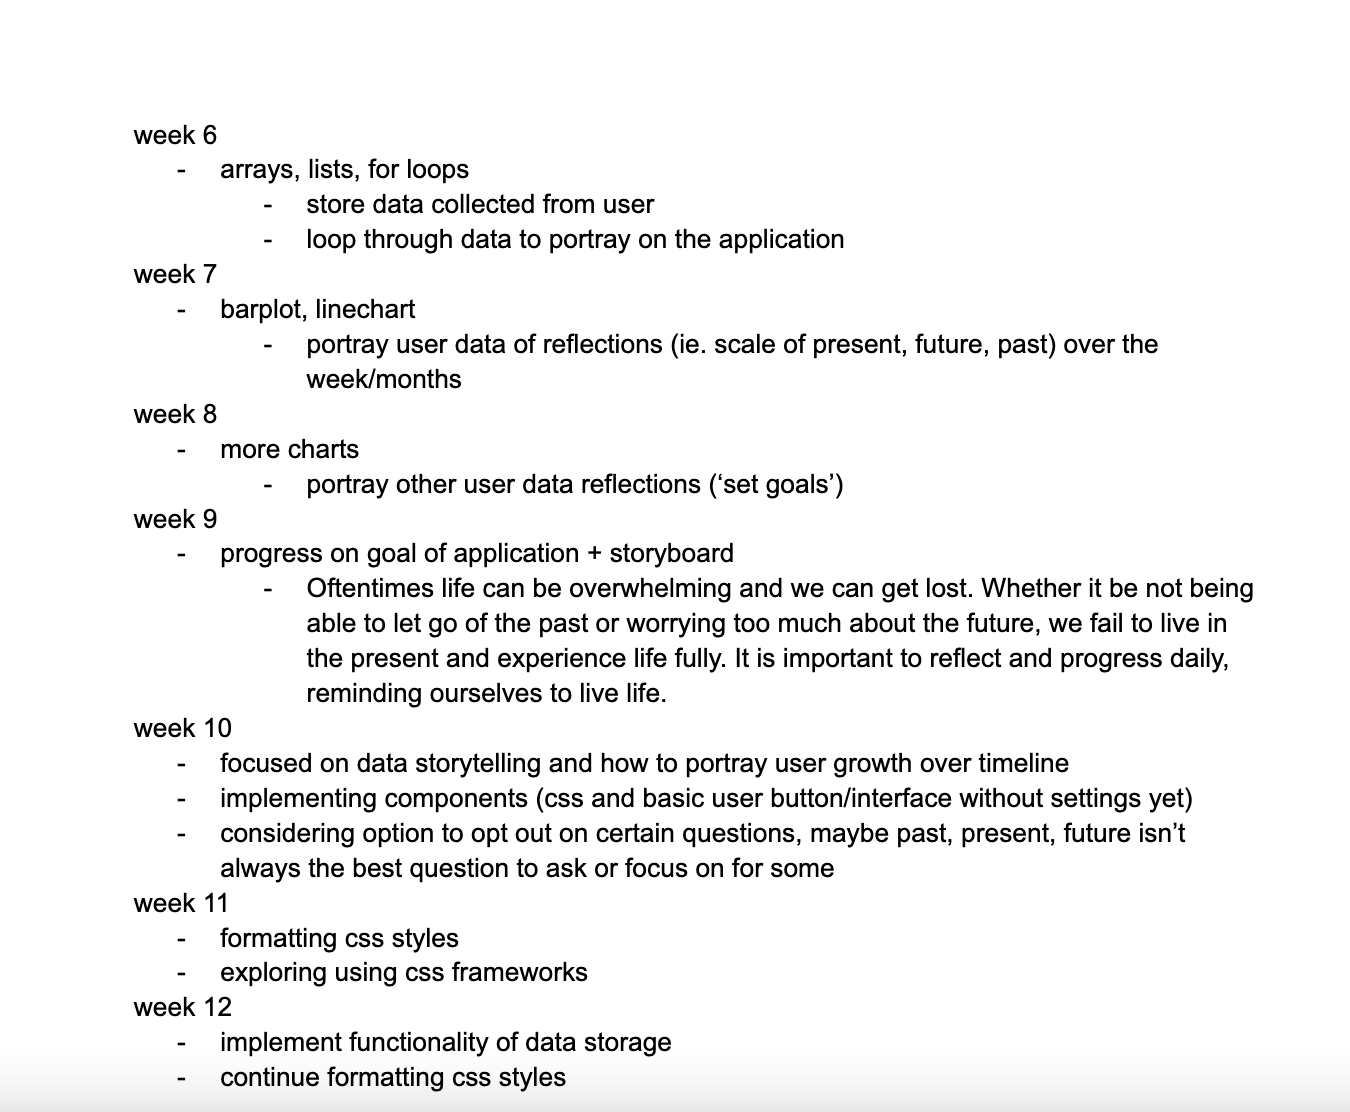 week 6
- arrays, lists, for loops
- store data collected from user
- loop through data to portray on the application
week 7
- barplot, linechart
- portray user data of reflections (ie. scale of present, future, past) over the
week/months
week 8
- more charts
- portray other user data reflections (‘set goals’)
week 9
- progress on goal of application + storyboard
- Oftentimes life can be overwhelming and we can get lost. Whether it be not being
able to let go of the past or worrying too much about the future, we fail to live in
the present and experience life fully. It is important to reflect and progress daily,
reminding ourselves to live life.
week 10
- focused on data storytelling and how to portray user growth over timeline
- implementing components (css and basic user button/interface without settings yet)
- considering option to opt out on certain questions, maybe past, present, future isn’t
always the best question to ask or focus on for some
week 11
- formatting css styles
- exploring using css frameworks
week 12
- implement functionality of data storage
- continue formatting css styles